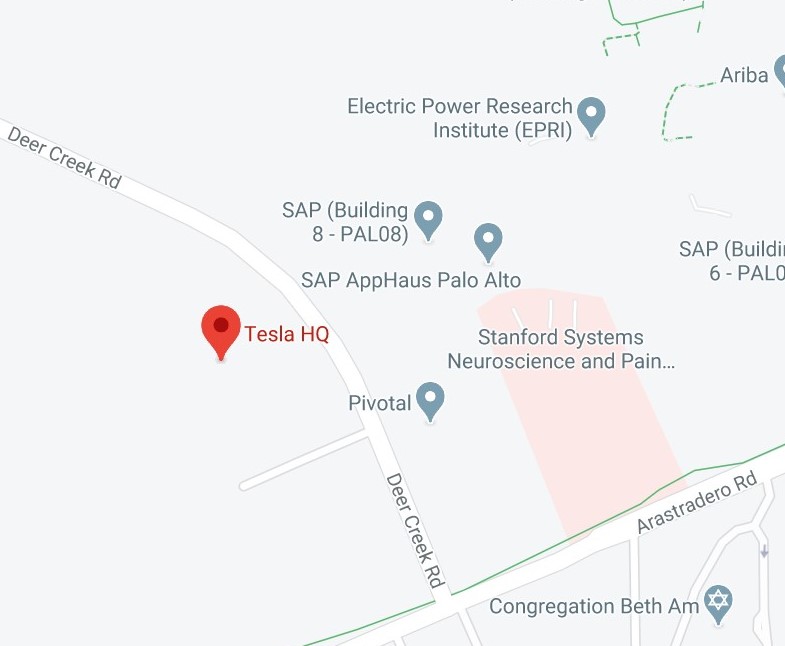 Ariba
Electric Power Research
Institute (EPRI)
Deer Creek Rd
SAP (Building
8 - PAL08)
SAP (Buildi
6 - PAL0
SAP AppHaus Palo Alto
Tesla HQ
Stanford Systems
Neuroscience and Pain...
Pivotal
Deer Creek Rd
Arastradero Rd
Congregation Beth Am